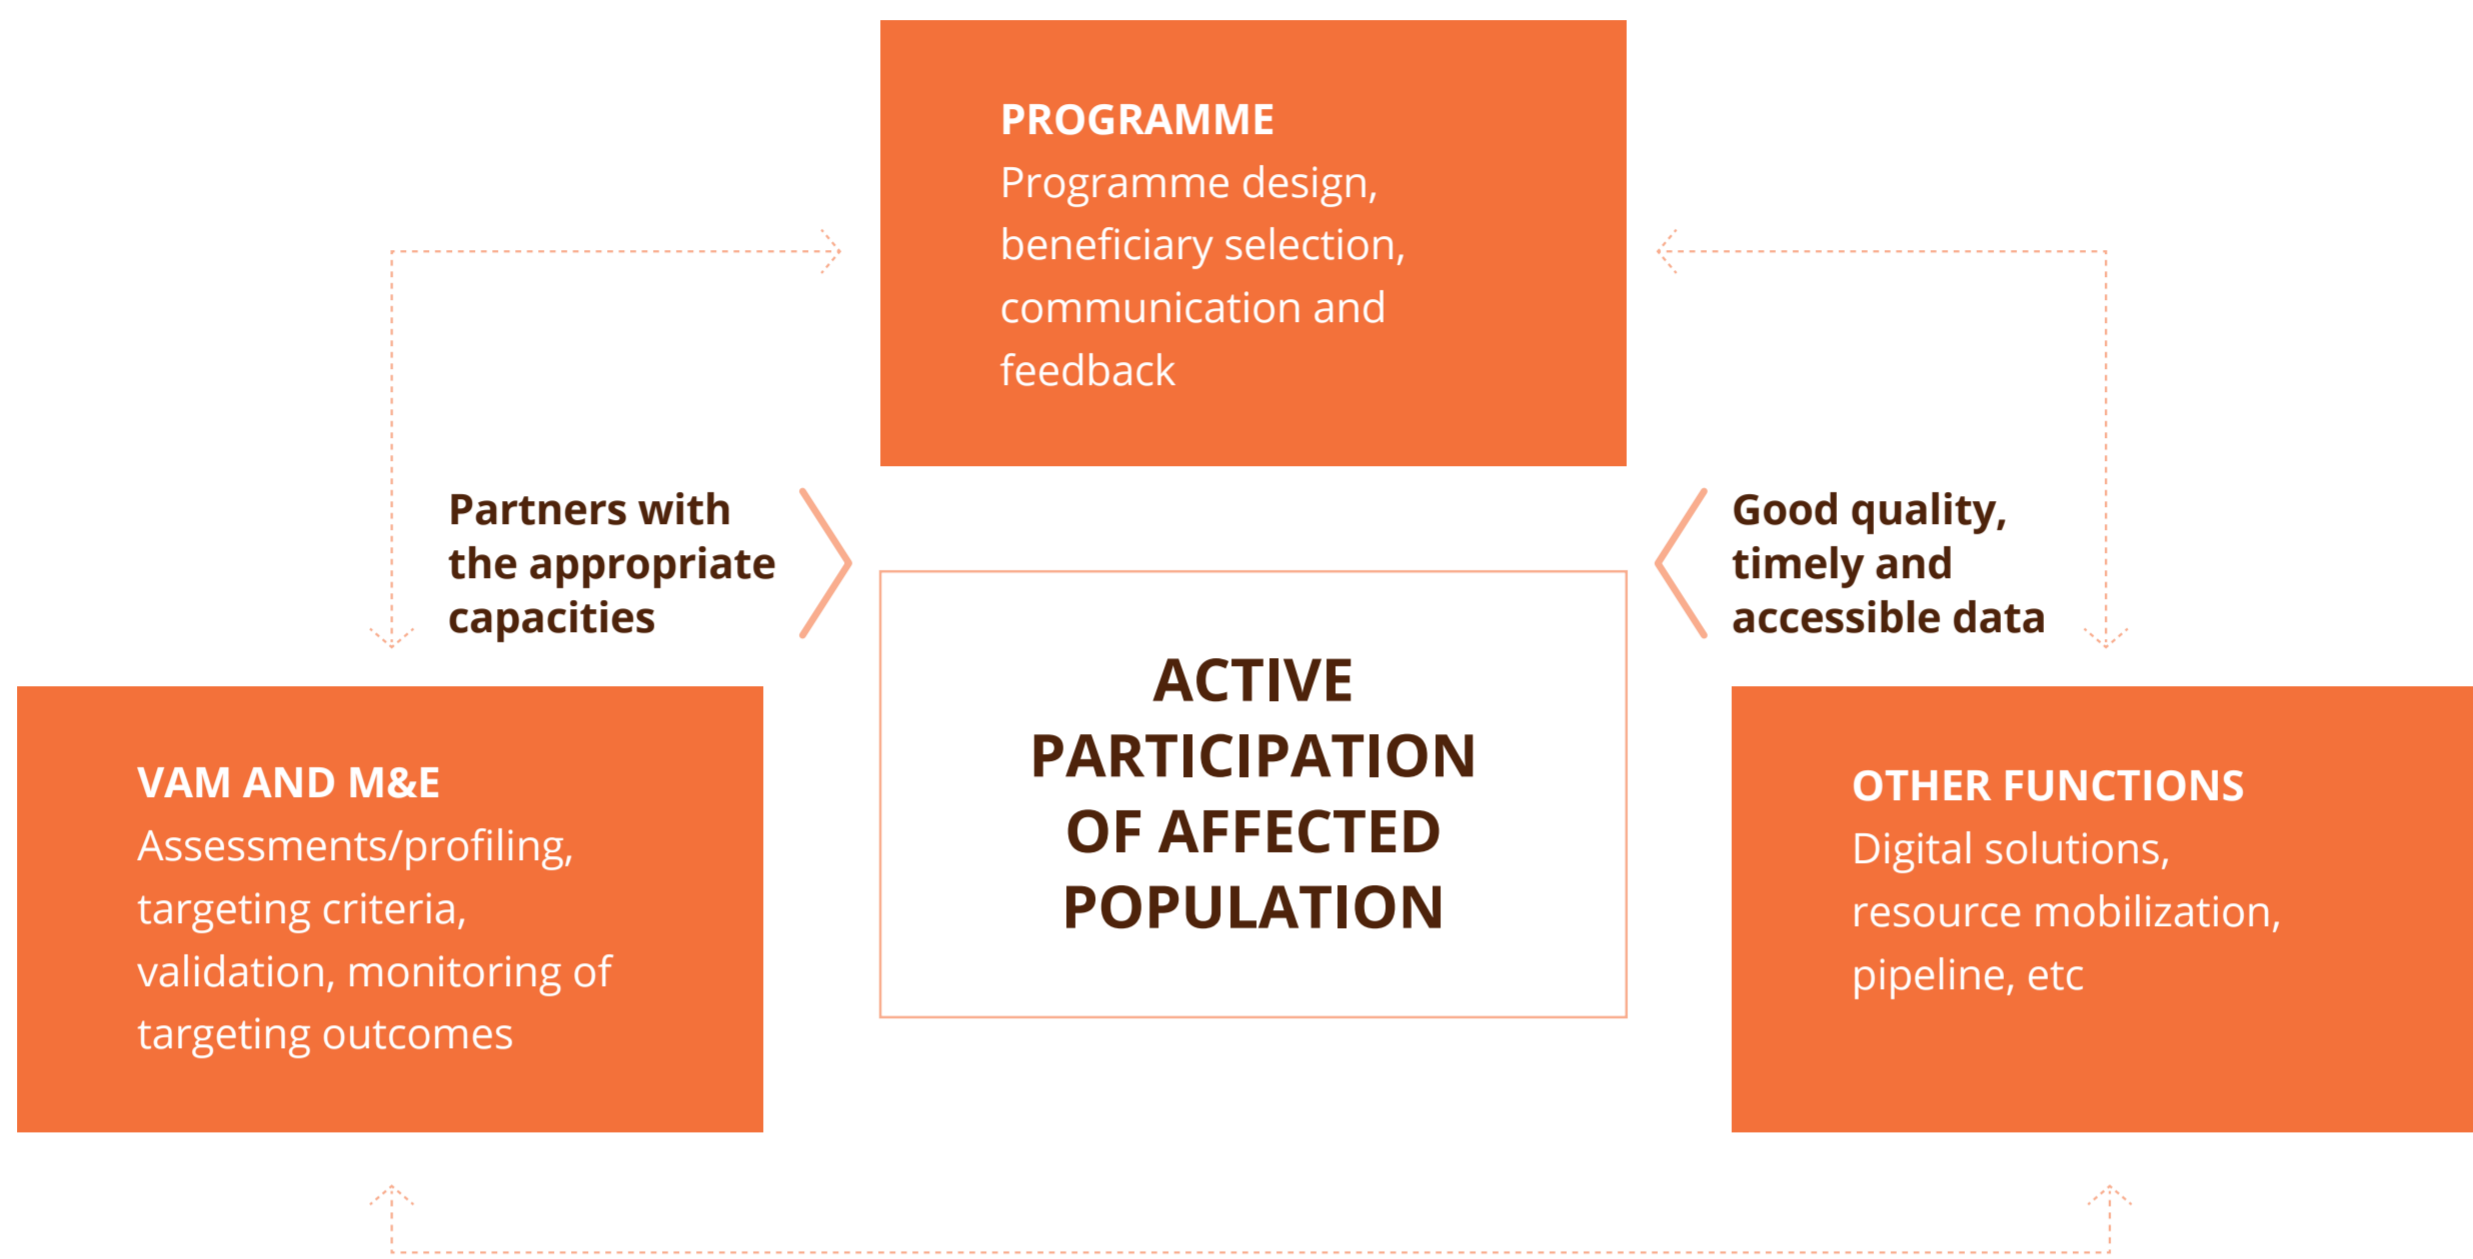 PROGRAMME
Programme design,
beneficiary selection,
communication and
feedback
Partners with
the appropriate
capacities
Good quality,
timely and
accessible data
ACTIVE
PARTICIPATION
OF AFFECTED
POPULATION
VAM AND M&E
Assessments/profiling,
targeting criteria,
validation, monitoring of
targeting outcomes
OTHER FUNCTIONS
Digital solutions,
resource mobilization,
pipeline, etc